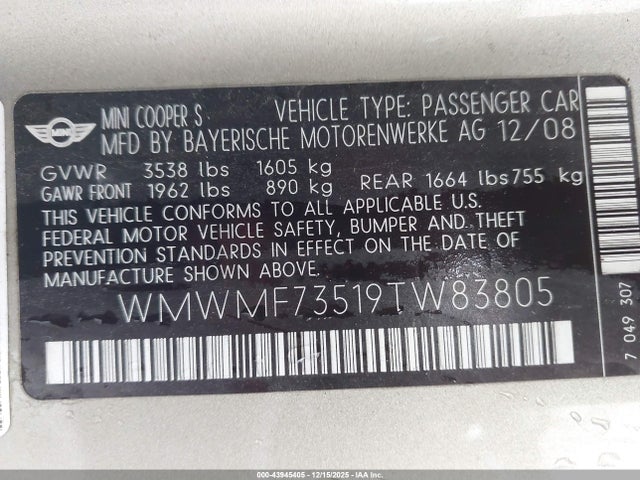 MINI
MINI COOPER S VEHICLE TYPE: PASSENGER CAR
MFD BY BAYERISCHE MOTORENWERKE AG 12/08
GVWR 3538 lbs 1605 kg
GAWR FRONT 1962 lbs 890 kg REAR 1664 lbs 755 kg
THIS VEHICLE CONFORMS TO ALL APPLICABLE U.S.
FEDERAL MOTOR VEHICLE SAFETY, BUMPER AND THEFT
PREVENTION STANDARDS IN EFFECT ON THE DATE OF
MANUFACTURE SHOWN ABOVE.
WMWMF73519TW83805
7 049 307
000-43945405 - 12/15/2025 - IAA Inc.